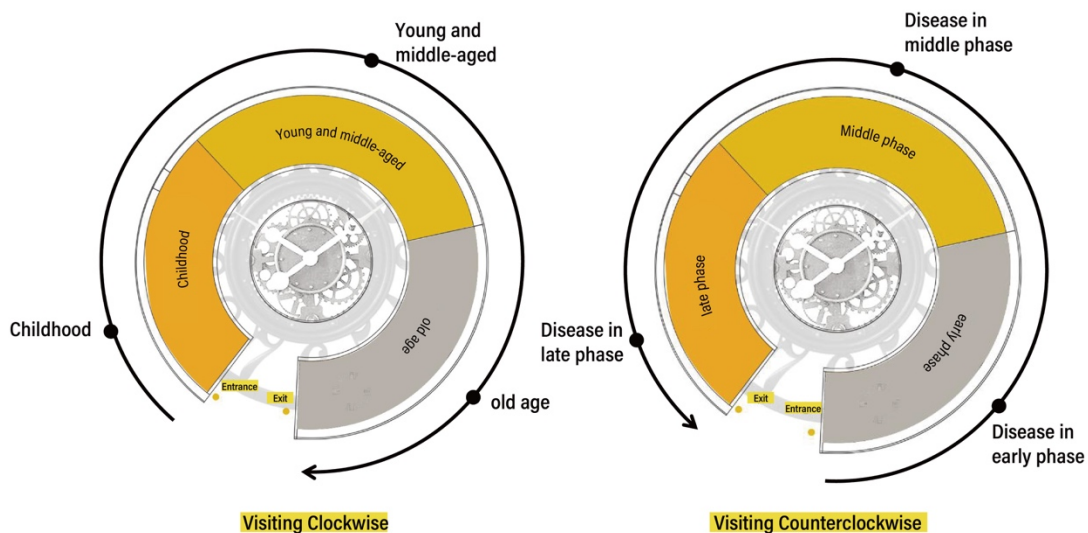 Young and
middle-aged
Young and middle-aged
Childhood
Childhood
old age
old age
Entrance
Exit
Visiting Clockwise
Disease in
middle phase
Middle phase
late phase
early phase
Disease in
late phase
Exit
Entrance
Disease in
early phase
Visiting Counterclockwise